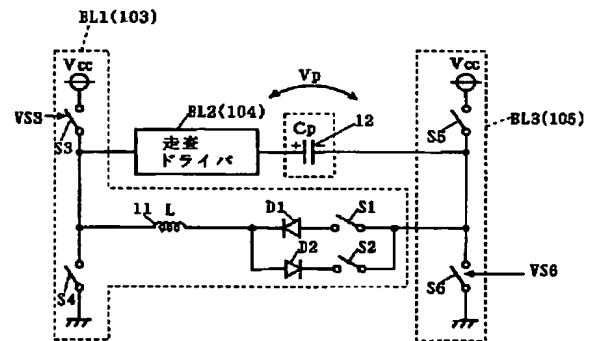 BL1(103)
Vcc
VS3
S3
BL2(104)
走査
ドライバ
Vp
Cp
+
12
Vcc
S5
BL3(105)
11
L
D1
S1
D2
S2
S4
S6
VS6